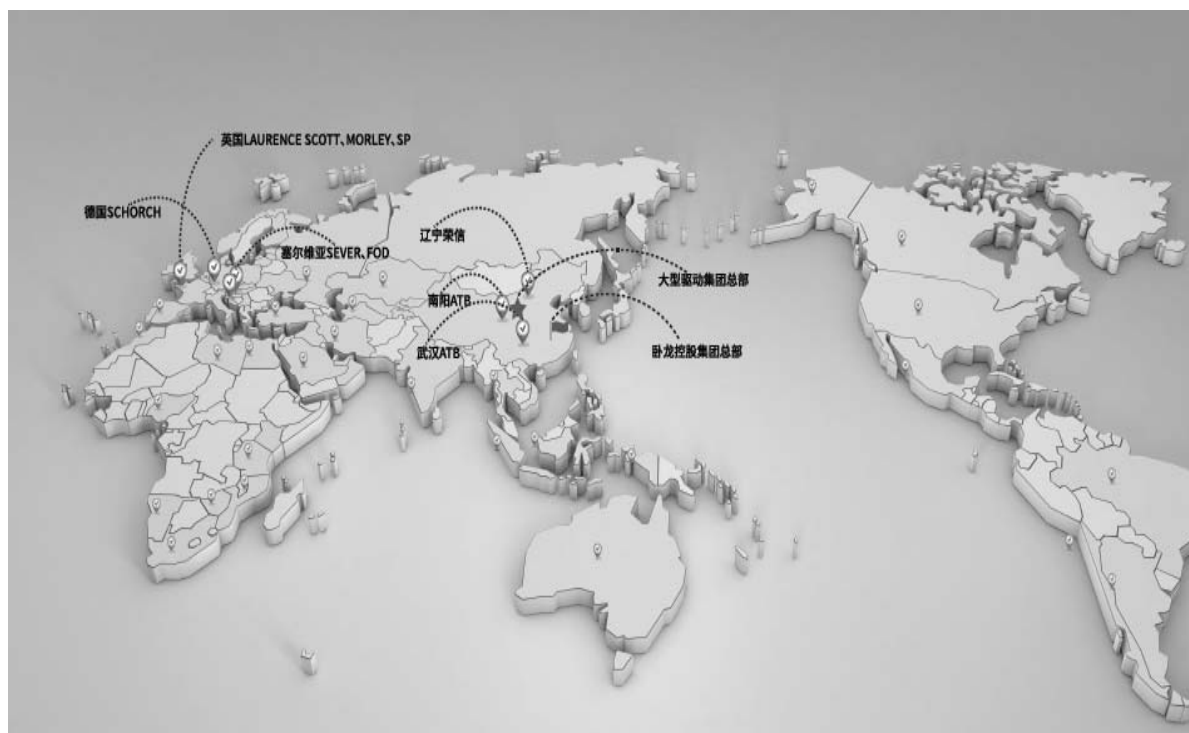 英国LAURENCE SCOTT、MORLEY、SP
德国SCHORCH
塞尔维亚SEVER、FOD
辽宁荣信
大型驱动集团总部
南阳ATB
武汉ATB
卧龙控股集团总部